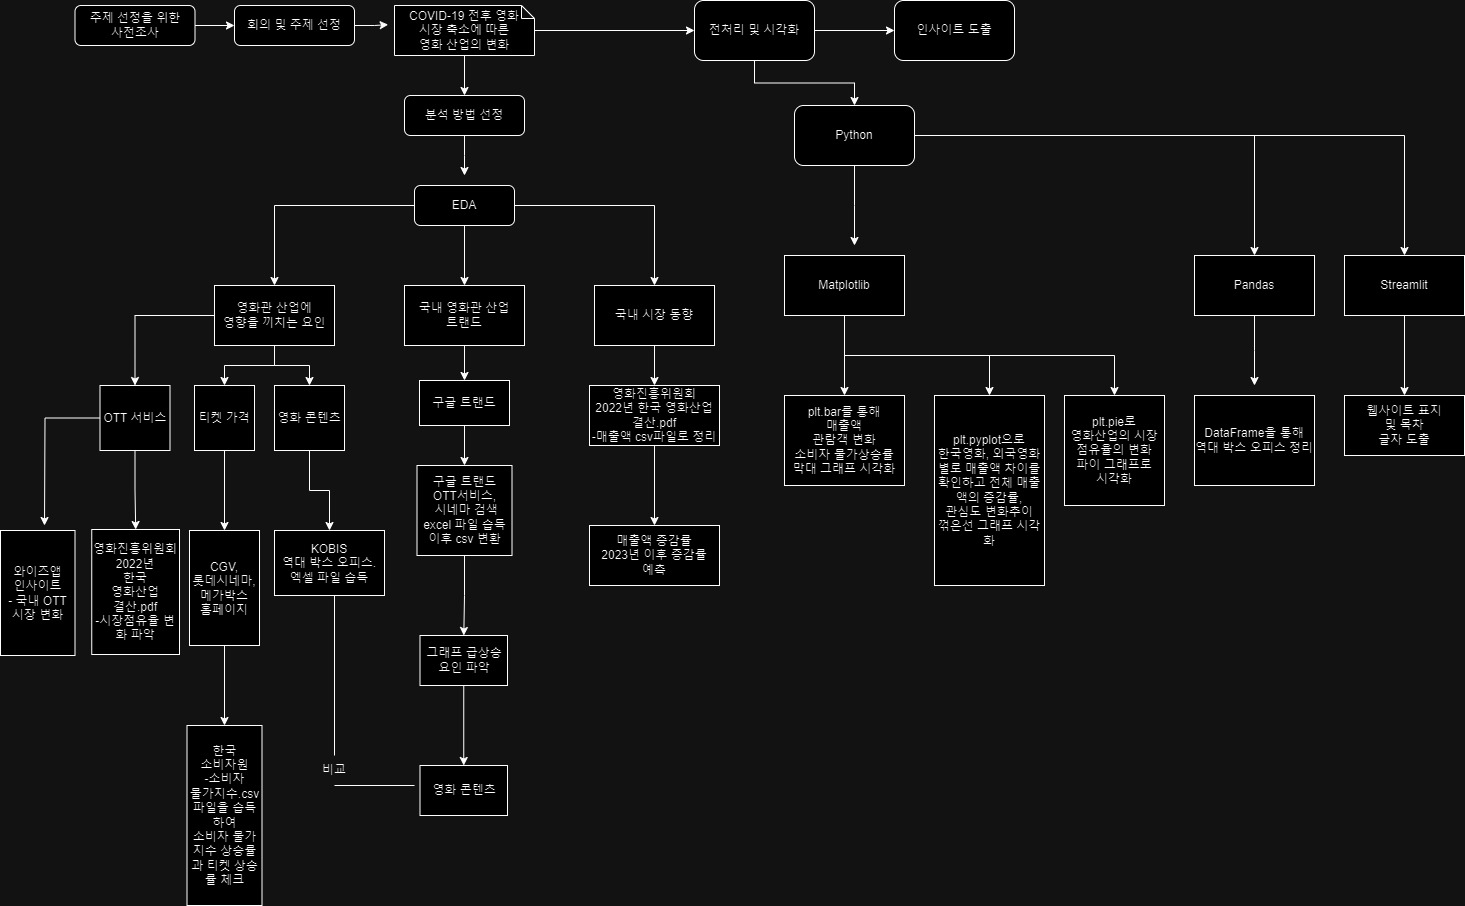 주제 선정을 위한
사전조사
회의 및 주제 선정
COVID-19 전후 영화
시장 축소에 따른
영화 산업의 변화
전처리 및 시각화
인사이트 도출
분석 방법 선정
Python
EDA
영화관 산업에
영향을 끼치는 요인
국내 영화관 산업
트랜드
국내 시장 동향
Matplotlib
Pandas
Streamlit
OTT 서비스
티켓 가격
영화 콘텐츠
구글 트랜드
영화진흥위원회
2022년 한국 영화산업
결산.pdf
-매출액 csv파일로 정리
plt.bar를 통해
매출액
관람객 변화
소비자 물가상승률
막대 그래프 시각화
plt.pyplot으로
한국영화, 외국영화
별로 매출액 차이를
확인하고 전체 매출
액의 증감률,
관심도 변화추이
꺾은선 그래프 시각
화
plt.pie로
영화산업의 시장
점유율의 변화
파이 그래프로
시각화
DataFrame을 통해
역대 박스 오피스 정리
웹사이트 표지
및 목차
글자 도출
와이즈앱
인사이트
- 국내 OTT
시장 변화
영화진흥위원회
2022년
한국
영화산업
결산.pdf
-시장점유율 변
화 파악
CGV,
롯데시네마,
메가박스
홈페이지
KOBIS
역대 박스 오피스.
엑셀 파일 습득
구글 트랜드
OTT서비스,
시네마 검색
excel 파일 습득
이후 csv 변환
매출액 증감률
2023년 이후 증감률
예측
그래프 급상승
요인 파악
한국
소비자원
-소비자
물가지수.csv
파일을 습득
하여
소비자 물가
지수 상승률
과 티켓 상승
률 체크
비교
영화 콘텐츠